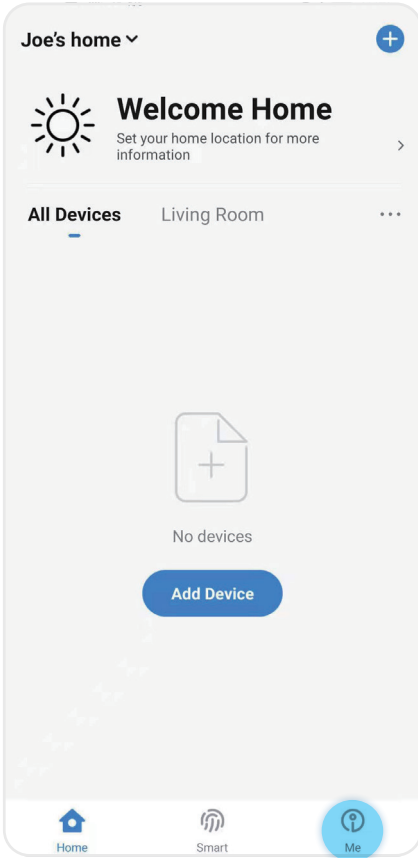 Joe's home
Welcome Home
Set your home location for more
information
All Devices
Living Room
No devices
Add Device
Home
Smart
Me